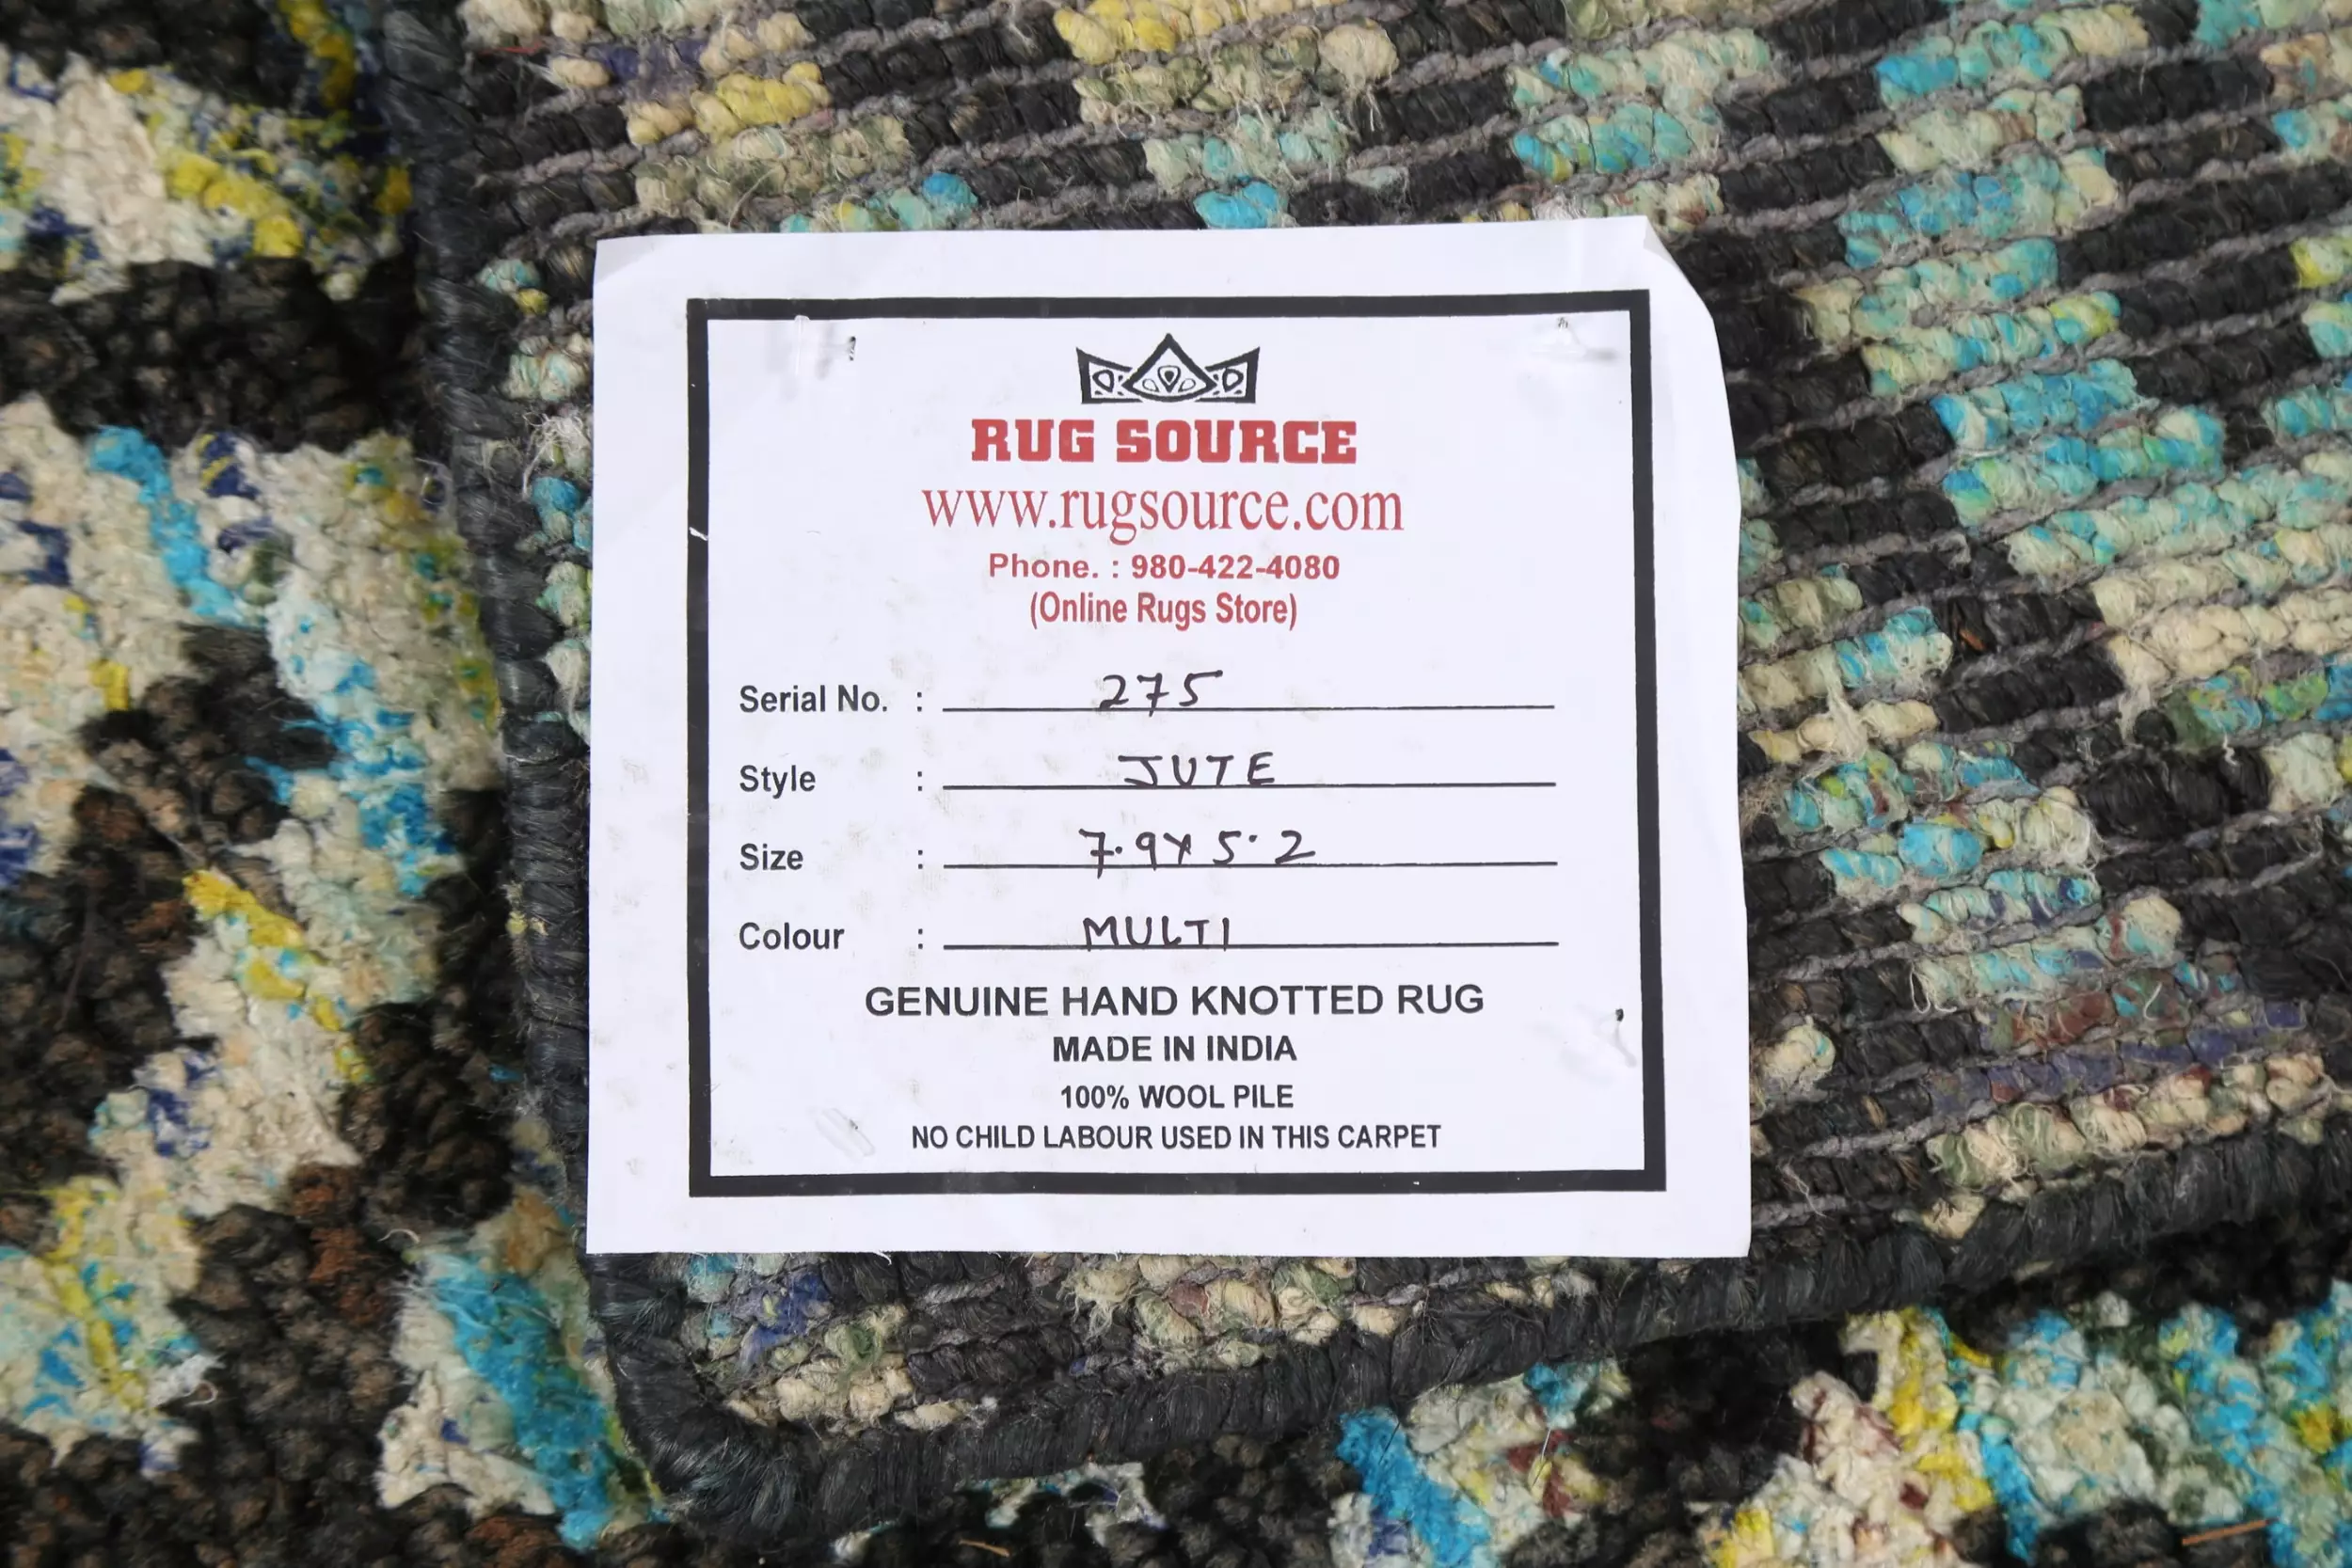 RUG SOURCE
www.rugsource.com
Phone. : 980-422-4080
(Online Rugs Store)
Serial No. : 275
Style : JUTE
Size : 7.9x 5.2
Colour : MULTI
GENUINE HAND KNOTTED RUG
MADE IN INDIA
100% WOOL PILE
NO CHILD LABOUR USED IN THIS CARPET